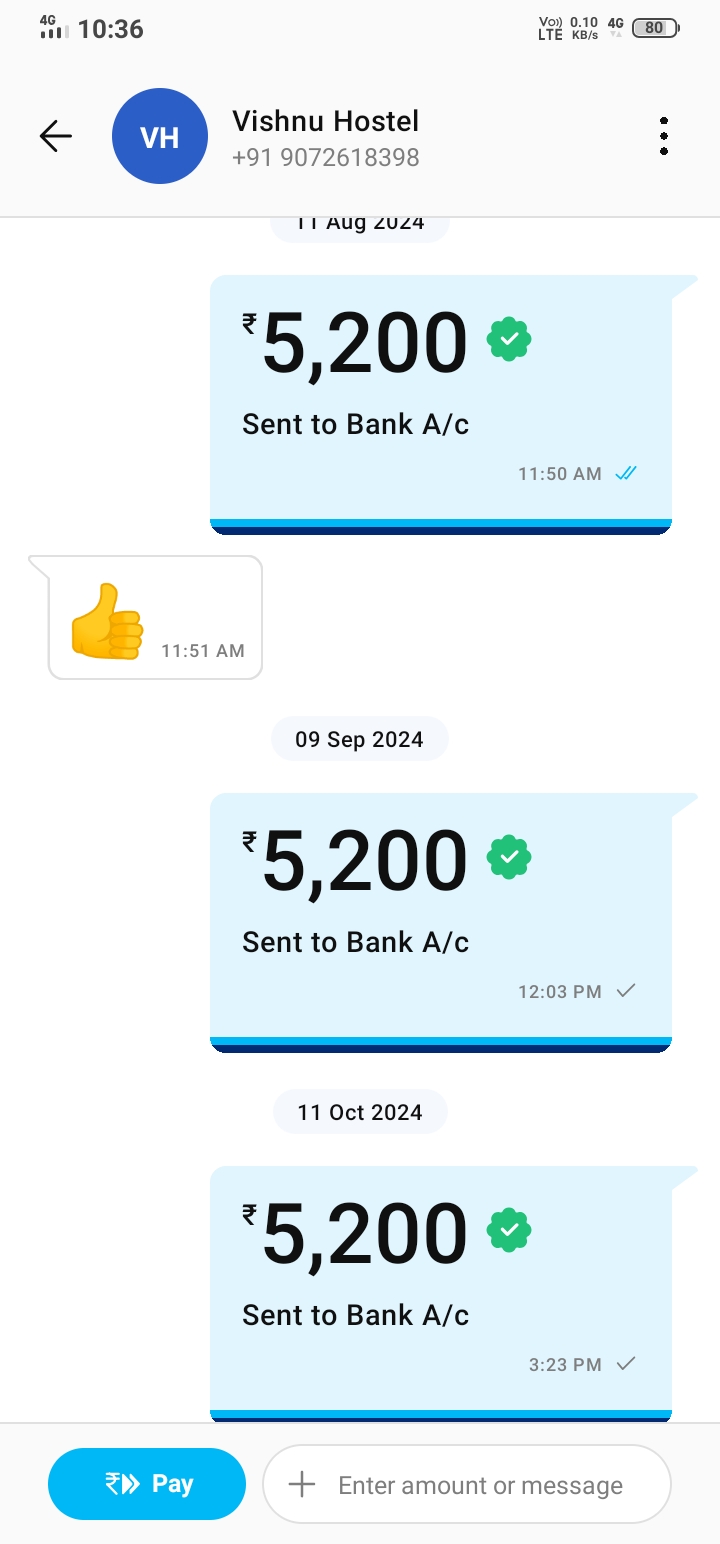 4G 10:36 Vo)) LTE 0.10 KB/s 4G 80
VH
Vishnu Hostel
+91 9072618398
11 Aug 2024
₹5,200
Sent to Bank A/c
11:50 AM
11:51 AM
09 Sep 2024
₹5,200
Sent to Bank A/c
12:03 PM
11 Oct 2024
₹5,200
Sent to Bank A/c
3:23 PM
₹ Pay
Enter amount or message